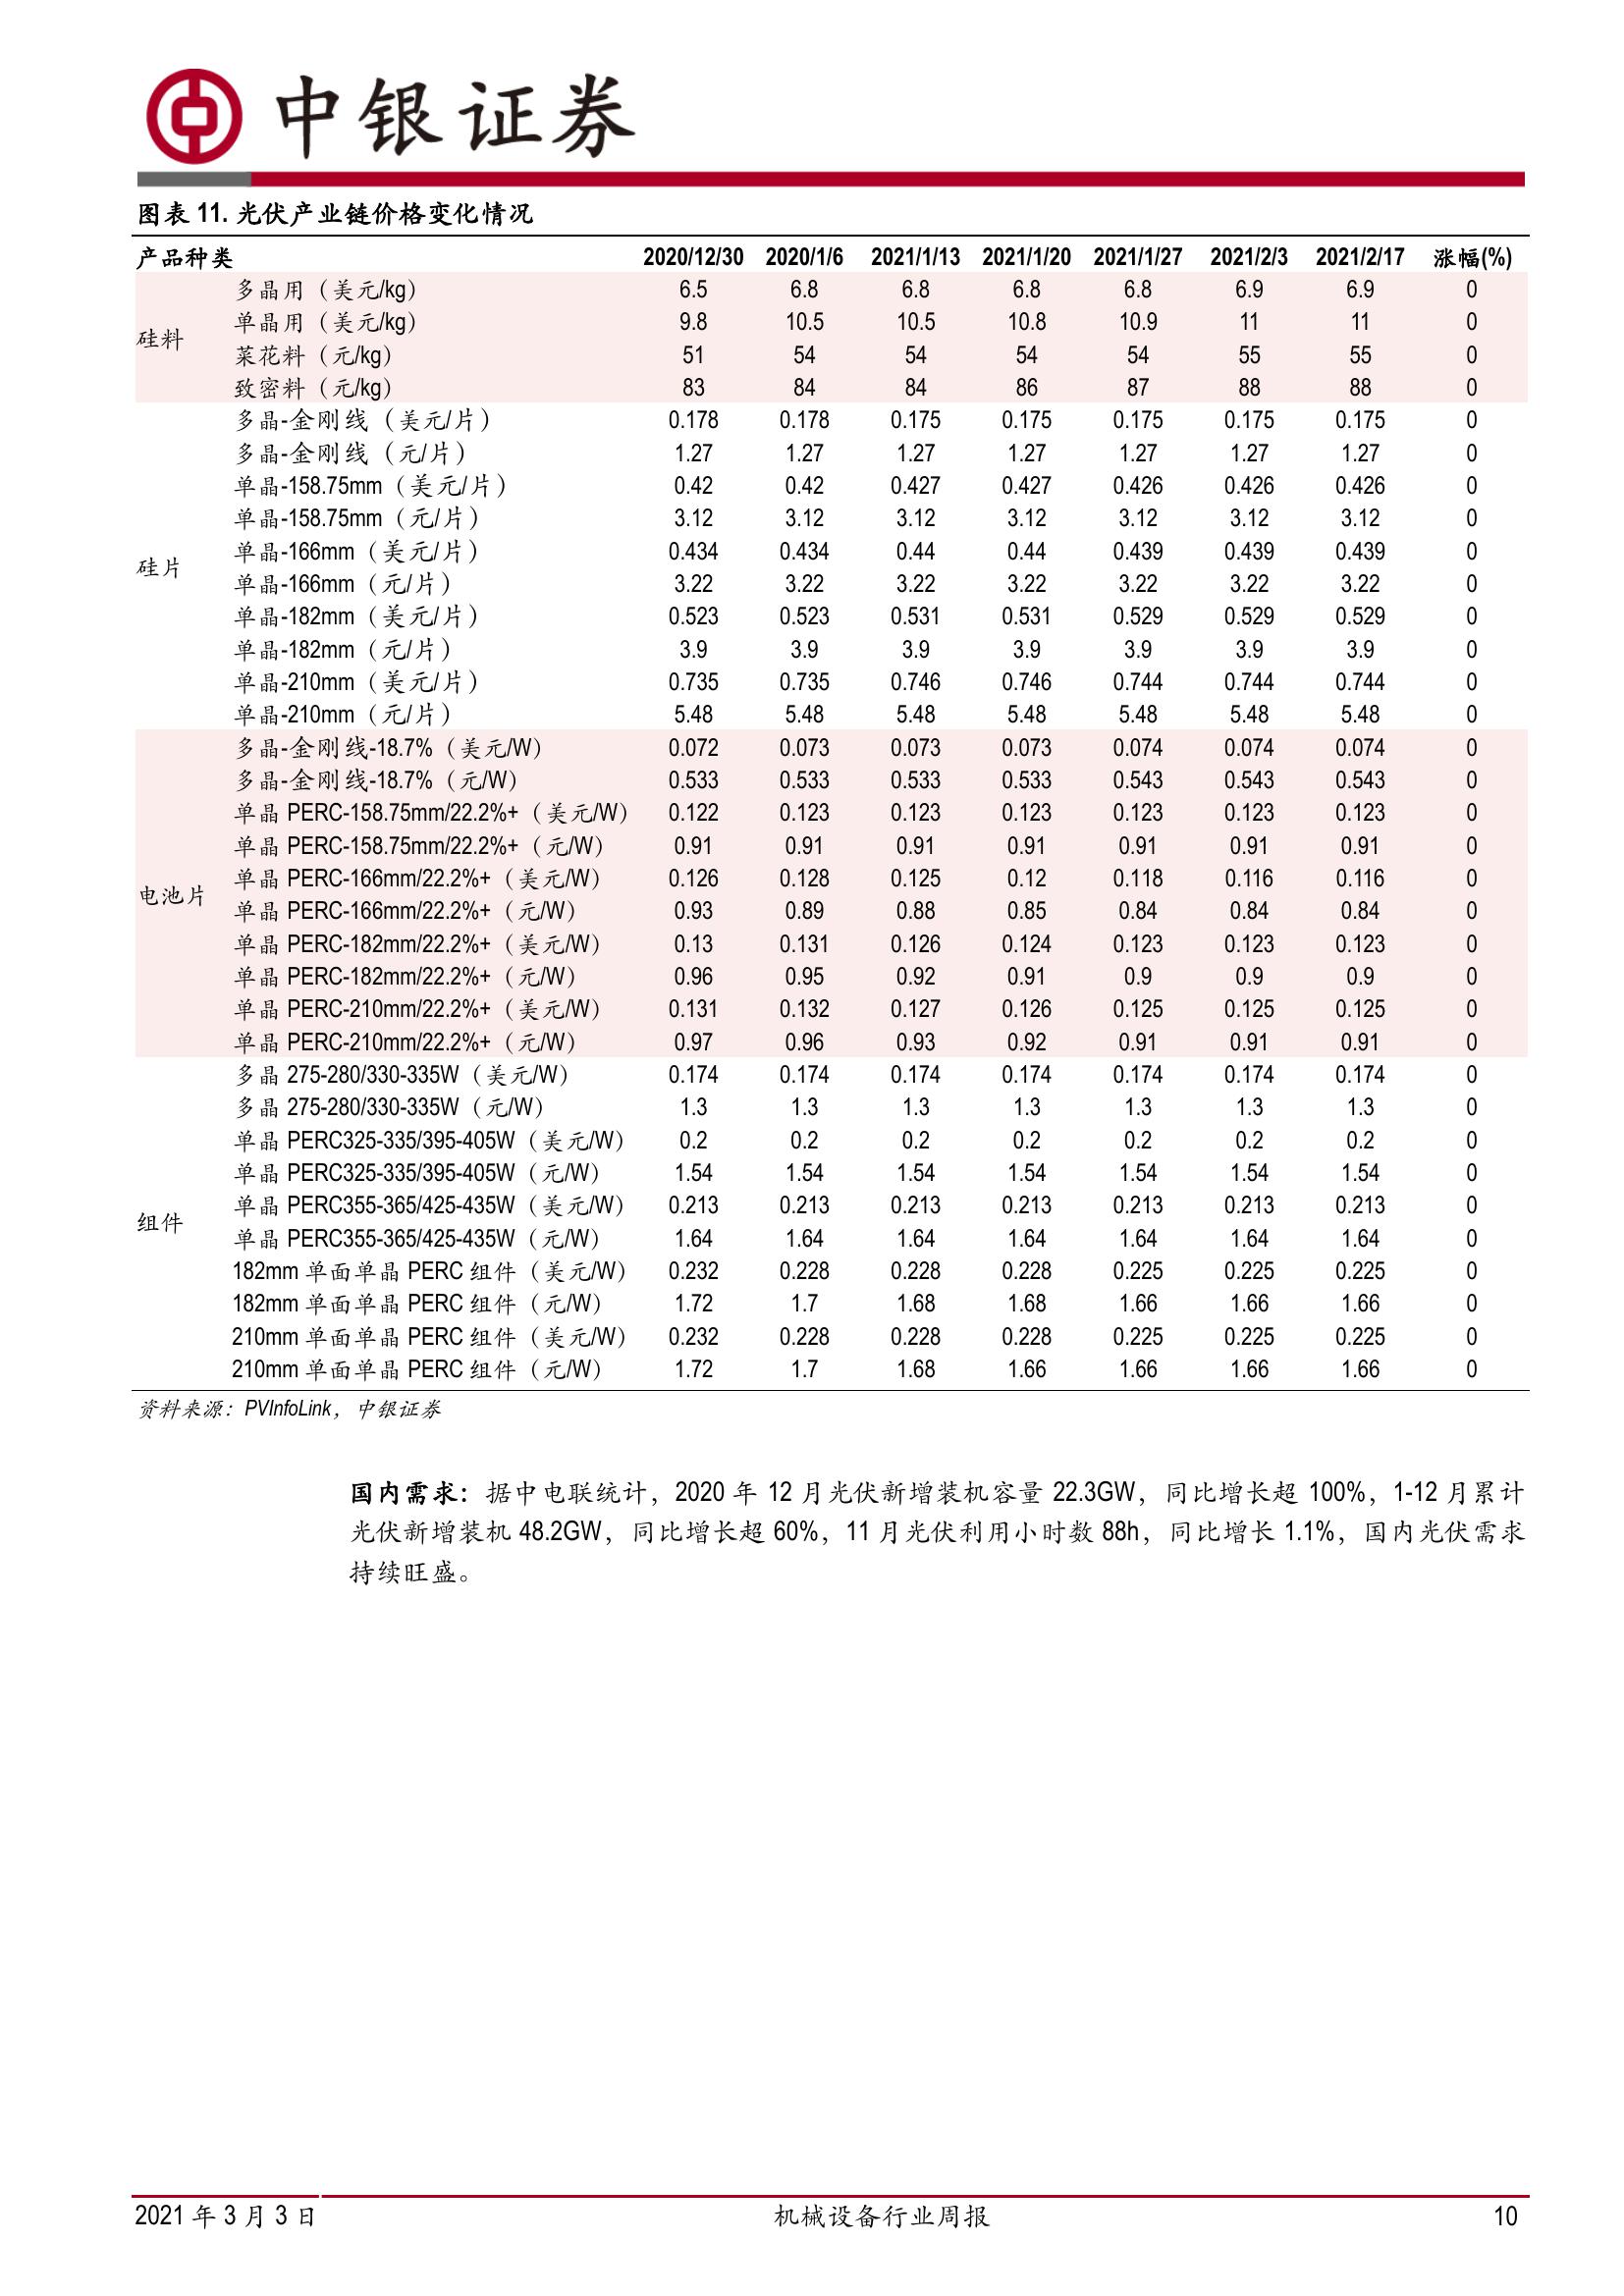 中银证券
图表 11. 光伏产业链价格变化情况
产品种类 2020/12/30 2020/1/6 2021/1/13 2021/1/20 2021/1/27 2021/2/3 2021/2/17 涨幅(%)
硅料
多晶用（美元/kg） 6.5 6.8 6.8 6.8 6.8 6.9 6.9 0
单晶用（美元/kg） 9.8 10.5 10.5 10.8 10.9 11 11 0
菜花料（元/kg） 51 54 54 54 54 55 55 0
致密料（元/kg） 83 84 84 86 87 88 88 0
硅片
多晶-金刚线（美元/片） 0.178 0.178 0.175 0.175 0.175 0.175 0.175 0
多晶-金刚线（元/片） 1.27 1.27 1.27 1.27 1.27 1.27 1.27 0
单晶-158.75mm（美元/片） 0.42 0.42 0.427 0.427 0.426 0.426 0.426 0
单晶-158.75mm（元/片） 3.12 3.12 3.12 3.12 3.12 3.12 3.12 0
单晶-166mm（美元/片） 0.434 0.434 0.44 0.44 0.439 0.439 0.439 0
单晶-166mm（元/片） 3.22 3.22 3.22 3.22 3.22 3.22 3.22 0
单晶-182mm（美元/片） 0.523 0.523 0.531 0.531 0.529 0.529 0.529 0
单晶-182mm（元/片） 3.9 3.9 3.9 3.9 3.9 3.9 3.9 0
单晶-210mm（美元/片） 0.735 0.735 0.746 0.746 0.744 0.744 0.744 0
单晶-210mm（元/片） 5.48 5.48 5.48 5.48 5.48 5.48 5.48 0
电池片
多晶-金刚线-18.7%（美元/W） 0.072 0.073 0.073 0.073 0.074 0.074 0.074 0
多晶-金刚线-18.7%（元/W） 0.533 0.533 0.533 0.533 0.543 0.543 0.543 0
单晶 PERC-158.75mm/22.2%+（美元/W） 0.122 0.123 0.123 0.123 0.123 0.123 0.123 0
单晶 PERC-158.75mm/22.2%+（元/W） 0.91 0.91 0.91 0.91 0.91 0.91 0.91 0
单晶 PERC-166mm/22.2%+（美元/W） 0.126 0.128 0.125 0.12 0.118 0.116 0.116 0
单晶 PERC-166mm/22.2%+（元/W） 0.93 0.89 0.88 0.85 0.84 0.84 0.84 0
单晶 PERC-182mm/22.2%+（美元/W） 0.13 0.131 0.126 0.124 0.123 0.123 0.123 0
单晶 PERC-182mm/22.2%+（元/W） 0.96 0.95 0.92 0.91 0.9 0.9 0.9 0
单晶 PERC-210mm/22.2%+（美元/W） 0.131 0.132 0.127 0.126 0.125 0.125 0.125 0
单晶 PERC-210mm/22.2%+（元/W） 0.97 0.96 0.93 0.92 0.91 0.91 0.91 0
组件
多晶 275-280/330-335W（美元/W） 0.174 0.174 0.174 0.174 0.174 0.174 0.174 0
多晶 275-280/330-335W（元/W） 1.3 1.3 1.3 1.3 1.3 1.3 1.3 0
单晶 PERC325-335/395-405W（美元/W） 0.2 0.2 0.2 0.2 0.2 0.2 0.2 0
单晶 PERC325-335/395-405W（元/W） 1.54 1.54 1.54 1.54 1.54 1.54 1.54 0
单晶 PERC355-365/425-435W（美元/W） 0.213 0.213 0.213 0.213 0.213 0.213 0.213 0
单晶 PERC355-365/425-435W（元/W） 1.64 1.64 1.64 1.64 1.64 1.64 1.64 0
182mm 单面单晶 PERC 组件（美元/W） 0.232 0.228 0.228 0.228 0.225 0.225 0.225 0
182mm 单面单晶 PERC 组件（元/W） 1.72 1.7 1.68 1.68 1.66 1.66 1.66 0
210mm 单面单晶 PERC 组件（美元/W） 0.232 0.228 0.228 0.228 0.225 0.225 0.225 0
210mm 单面单晶 PERC 组件（元/W） 1.72 1.7 1.68 1.66 1.66 1.66 1.66 0
资料来源：PVInfoLink，中银证券
国内需求：据中电联统计，2020 年 12 月光伏新增装机容量 22.3GW，同比增长超 100%，1-12 月累计
光伏新增装机 48.2GW，同比增长超 60%，11 月光伏利用小时数 88h，同比增长 1.1%，国内光伏需求
持续旺盛。
2021 年 3 月 3 日 机械设备行业周报 10